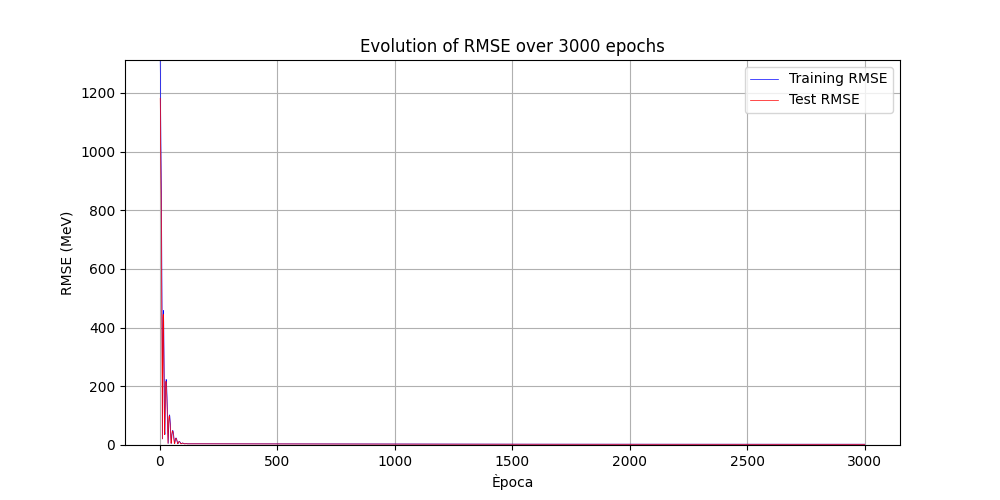 Evolution of RMSE over 3000 epochs
Training RMSE
Test RMSE
RMSE (MeV)
1200
1000
800
600
400
200
0
0 500 1000 1500 2000 2500 3000
Època